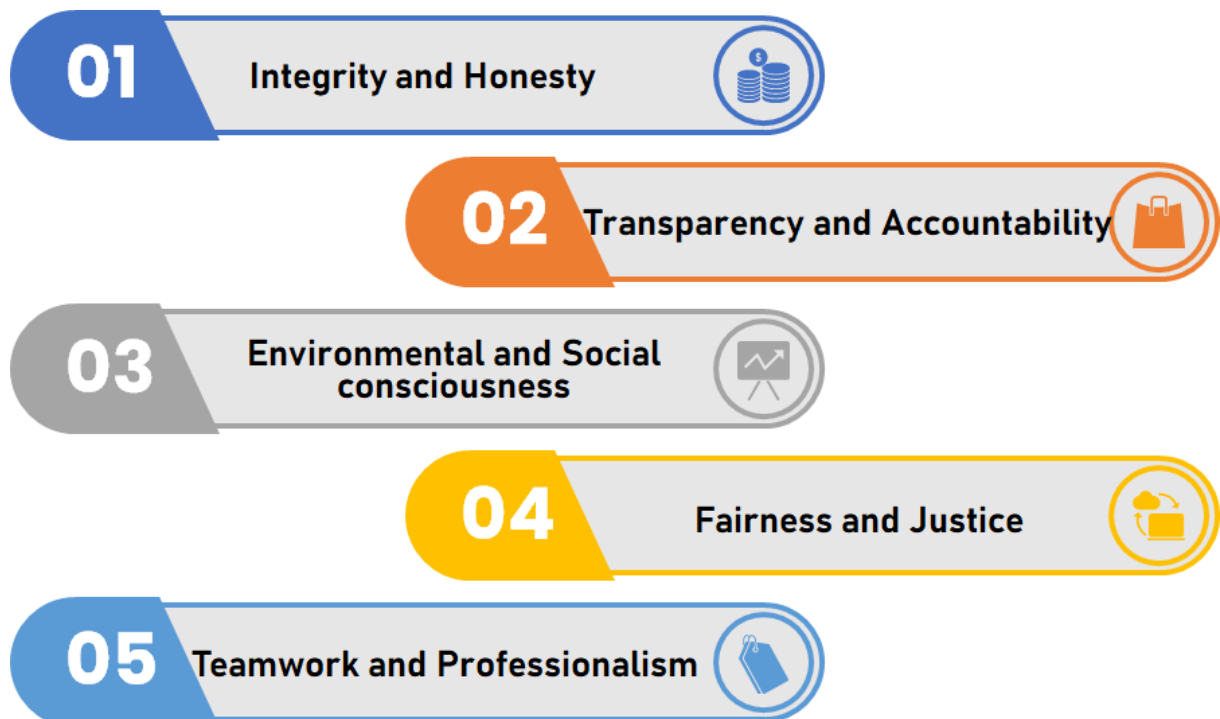 01
Integrity and Honesty
$
02
Transparency and Accountability
03
Environmental and Social
consciousness
04
Fairness and Justice
05
Teamwork and Professionalism